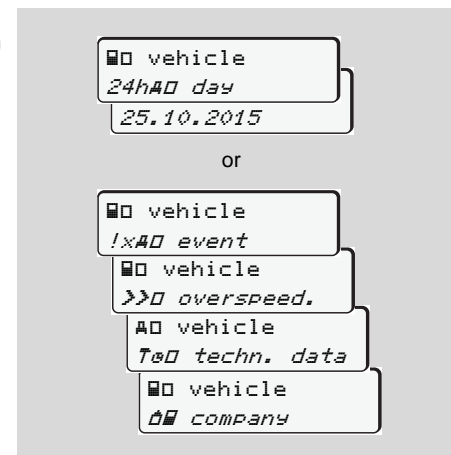 vehicle
24h day
25.10.2015
or
vehicle
!x event
vehicle
>> overspeed.
vehicle
T techn. data
vehicle
company